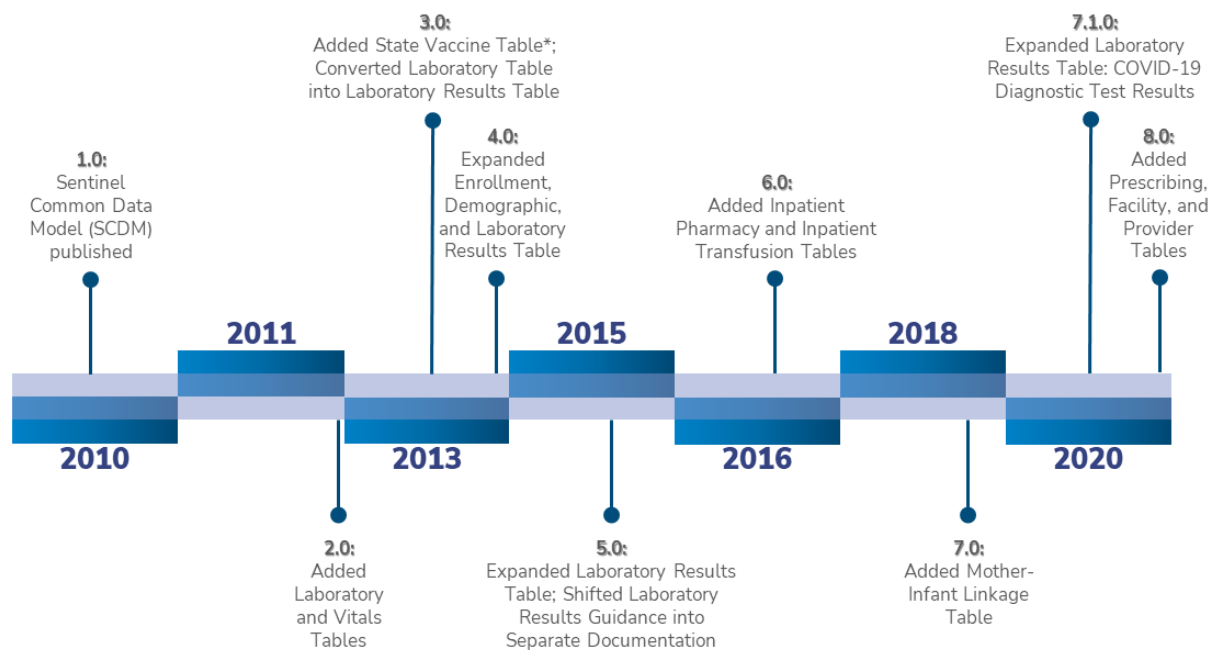 1.0:
Sentinel
Common Data
Model (SCDM)
published
2010
2011
2.0:
Added
Laboratory
and Vitals
Tables
3.0:
Added State Vaccine Table*;
Converted Laboratory Table
into Laboratory Results Table
2013
4.0:
Expanded
Enrollment,
Demographic,
and Laboratory
Results Table
2015
5.0:
Expanded Laboratory Results
Table; Shifted Laboratory
Results Guidance into
Separate Documentation
6.0:
Added Inpatient
Pharmacy and Inpatient
Transfusion Tables
2016
2018
7.0:
Added Mother-
Infant Linkage
Table
7.1.0:
Expanded Laboratory
Results Table: COVID-19
Diagnostic Test Results
2020
8.0:
Added
Prescribing,
Facility, and
Provider
Tables